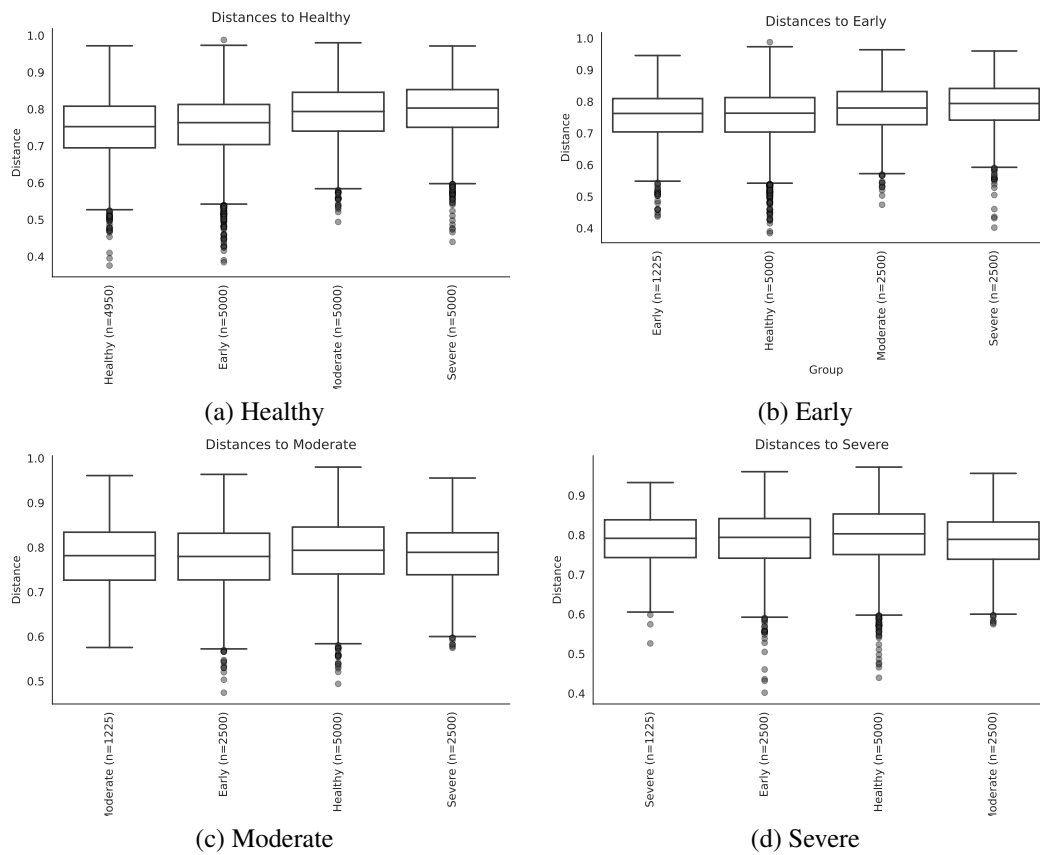 Distances to Healthy
1.0
0.9
0.8
0.7
0.6
0.5
0.4
Distance
Healthy (n=4950)
Early (n=5000)
Moderate (n=5000)
Severe (n=5000)
(a) Healthy
Distances to Early
1.0
0.9
0.8
0.7
0.6
0.5
0.4
Distance
Early (n=1225)
Healthy (n=5000)
Moderate (n=2500)
Severe (n=2500)
Group
(b) Early
Distances to Moderate
1.0
0.9
0.8
0.7
0.6
0.5
Distance
Moderate (n=1225)
Early (n=2500)
Healthy (n=5000)
Severe (n=2500)
(c) Moderate
Distances to Severe
0.9
0.8
0.7
0.6
0.5
0.4
Distance
Severe (n=1225)
Early (n=2500)
Healthy (n=5000)
Moderate (n=2500)
(d) Severe